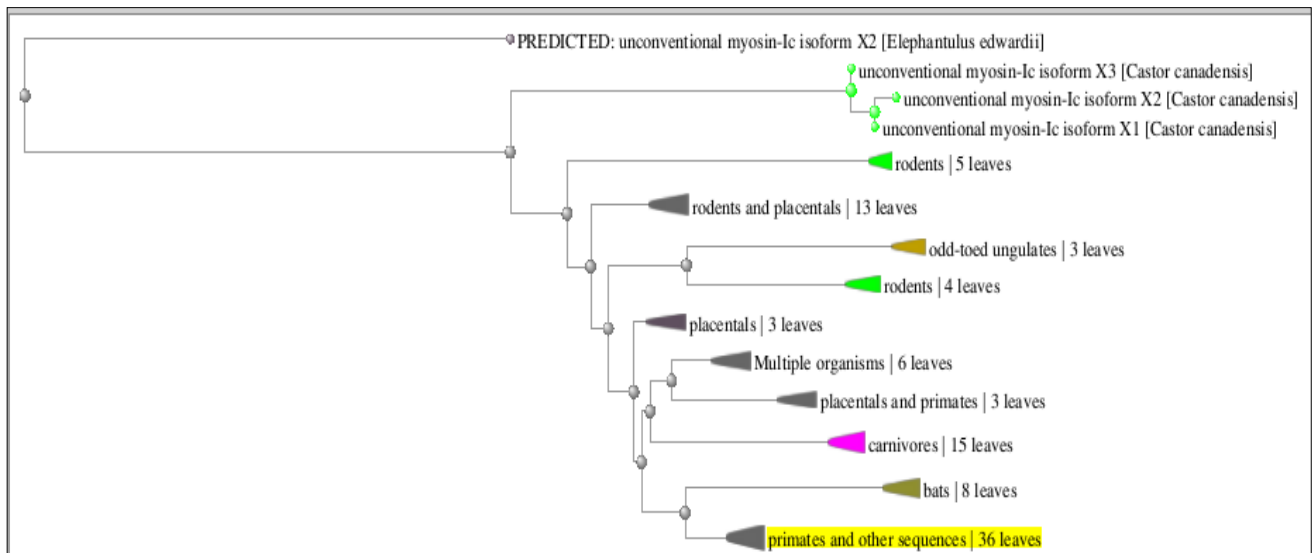 PREDICTED: unconventional myosin-Ic isoform X2 [Elephantulus edwardii]
unconventional myosin-Ic isoform X3 [Castor canadensis]
unconventional myosin-Ic isoform X2 [Castor canadensis]
unconventional myosin-Ic isoform X1 [Castor canadensis]
rodents | 5 leaves
rodents and placentals | 13 leaves
odd-toed ungulates | 3 leaves
rodents | 4 leaves
placentals | 3 leaves
Multiple organisms | 6 leaves
placentals and primates | 3 leaves
carnivores | 15 leaves
bats | 8 leaves
primates and other sequences | 36 leaves